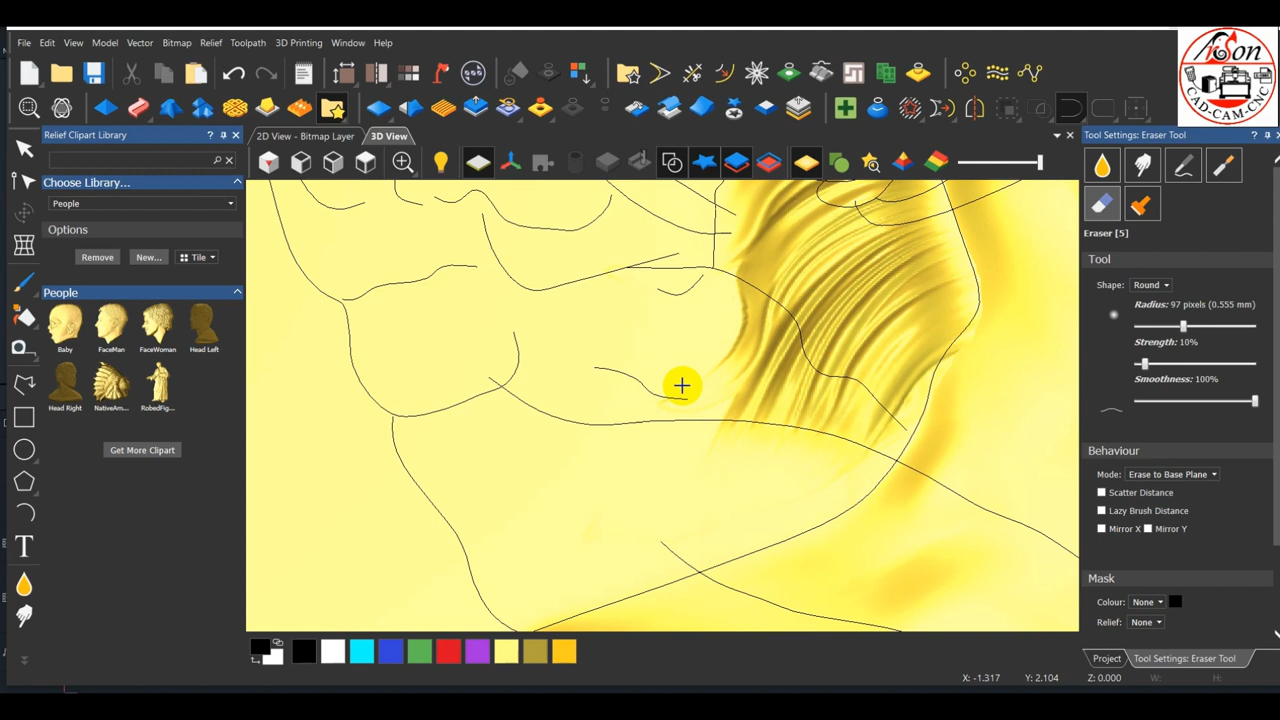 File Edit View Model Vector Bitmap Relief Toolpath 3D Printing Window Help
CAD-CAM-CNC
Relief Clipart Library ?
2D View - Bitmap Layer 3D View
Tool Settings: Eraser Tool ?
Choose Library...
People
Options
Remove New... Tile
People
Baby FaceMan FaceWoman Head Left
Head Right NativeAm... RobedFig...
Get More Clipart
T
Eraser [5]
Tool
Shape: Round
Radius: 97 pixels (0.555 mm)
Strength: 10%
Smoothness: 100%
Behaviour
Mode: Erase to Base Plane
Scatter Distance
Lazy Brush Distance
Mirror X Mirror Y
Mask
Colour: None
Relief: None
Project Tool Settings: Eraser Tool
X: -1.317 Y: 2.104 Z: 0.000 W: H: